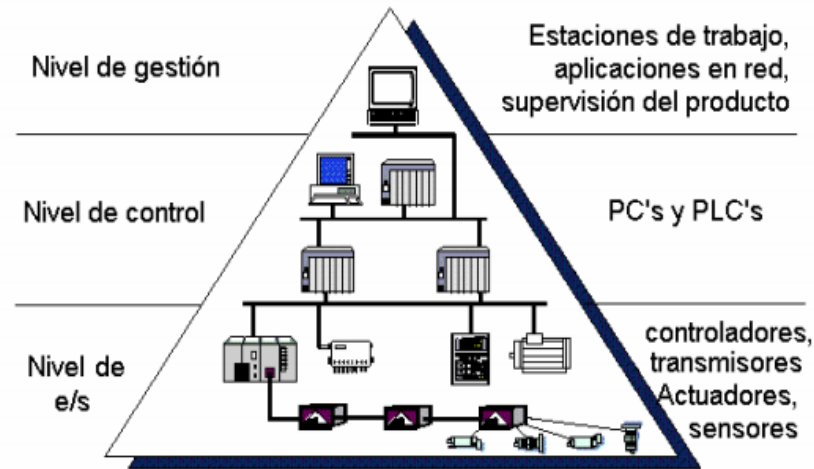 Nivel de gestión
Estaciones de trabajo,
aplicaciones en red,
supervisión del producto
Nivel de control
PC's y PLC's
Nivel de
e/s
controladores,
transmisores
Actuadores,
sensores